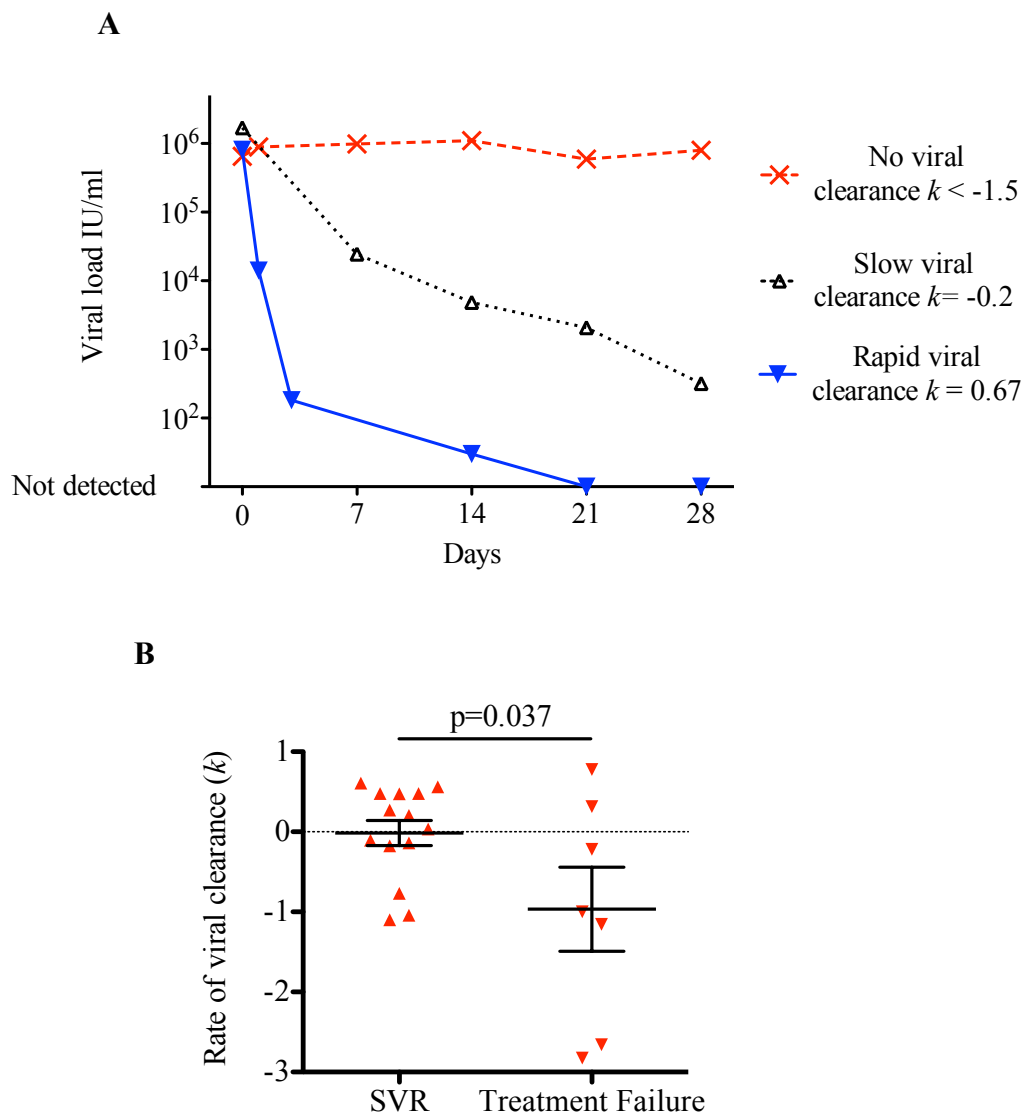 A
Viral load IU/ml
10⁶
10⁵
10⁴
10³
10²
Not detected
0 7 14 21 28
Days
No viral
clearance k < -1.5
Slow viral
clearance k= -0.2
Rapid viral
clearance k = 0.67
B
p=0.037
Rate of viral clearance (k)
1
0
-1
-2
-3
SVR Treatment Failure